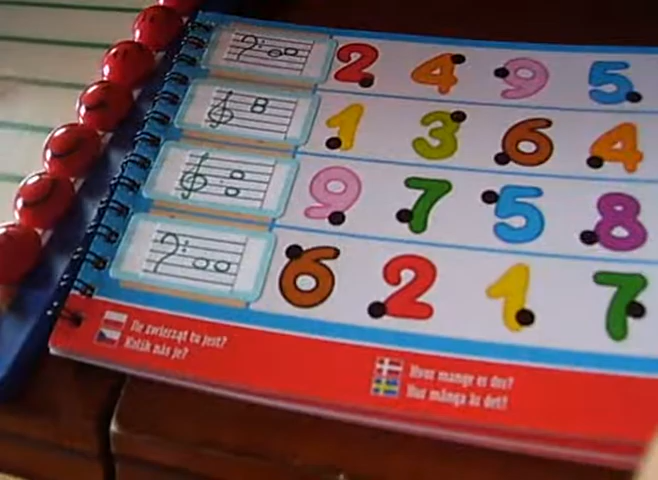 2 4 9 5
B 1 3 6 4
9 7 5 8
6 2 1 7
Ile zwierząt tu jest?
Kolik nás je?
Hvor mange er der?
Hur många är det?